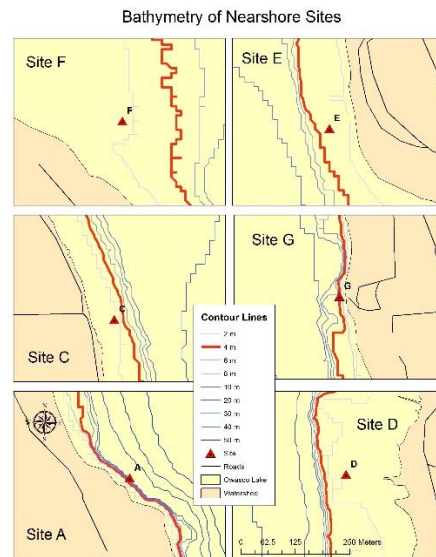 Bathymetry of Nearshore Sites
Site F
F
Site E
E
Site C
C
Site G
G
Contour Lines
2 m
4 m
6 m
8 m
10 m
20 m
30 m
40 m
50 m
Site
Roads
Owasco Lake
Watershed
Site A
A
Site D
D
0 62.5 125 250 Meters